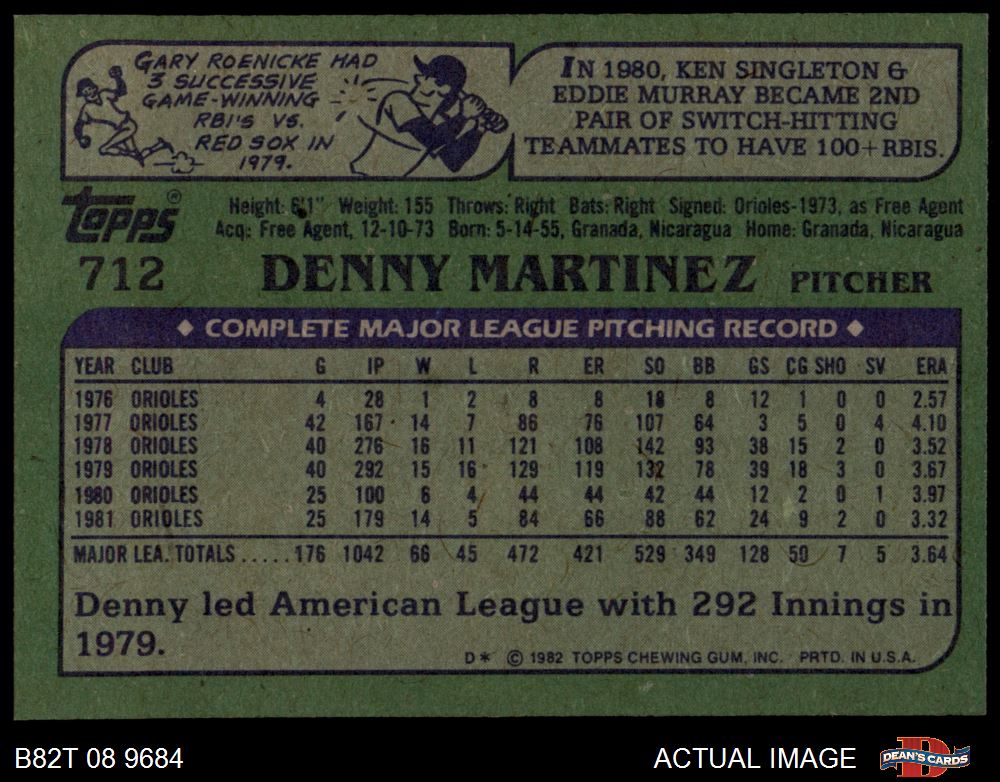 GARY ROENICKE HAD
3 SUCCESSIVE
GAME-WINNING
RBI'S VS.
RED SOX IN
1979.
IN 1980, KEN SINGLETON &
EDDIE MURRAY BECAME 2ND
PAIR OF SWITCH-HITTING
TEAMMATES TO HAVE 100+RBIS.
Topps®
712
Height: 6'1" Weight: 155 Throws: Right Bats: Right Signed: Orioles-1973, as Free Agent
Acq: Free Agent, 12-10-73 Born: 5-14-55, Granada, Nicaragua Home: Granada, Nicaragua
DENNY MARTINEZ PITCHER
◆ COMPLETE MAJOR LEAGUE PITCHING RECORD ◆
YEAR CLUB G IP W L R ER SO BB GS CG SHO SV ERA
1976 ORIOLES 4 28 1 2 8 8 18 8 12 1 0 0 2.57
1977 ORIOLES 42 167 14 7 86 76 107 64 3 5 0 4 4.10
1978 ORIOLES 40 276 16 11 121 108 142 93 38 15 2 0 3.52
1979 ORIOLES 40 292 15 16 129 119 132 78 39 18 3 0 3.67
1980 ORIOLES 25 100 6 4 44 44 42 44 12 2 0 1 3.97
1981 ORIOLES 25 179 14 5 84 66 88 62 24 9 2 0 3.32
MAJOR LEA. TOTALS.....176 1042 66 45 472 421 529 349 128 50 7 5 3.64
Denny led American League with 292 Innings in
1979.
D* © 1982 TOPPS CHEWING GUM, INC. PRTD. IN U.S.A.
B82T 08 9684
ACTUAL IMAGE
D
DEAN'S CARDS